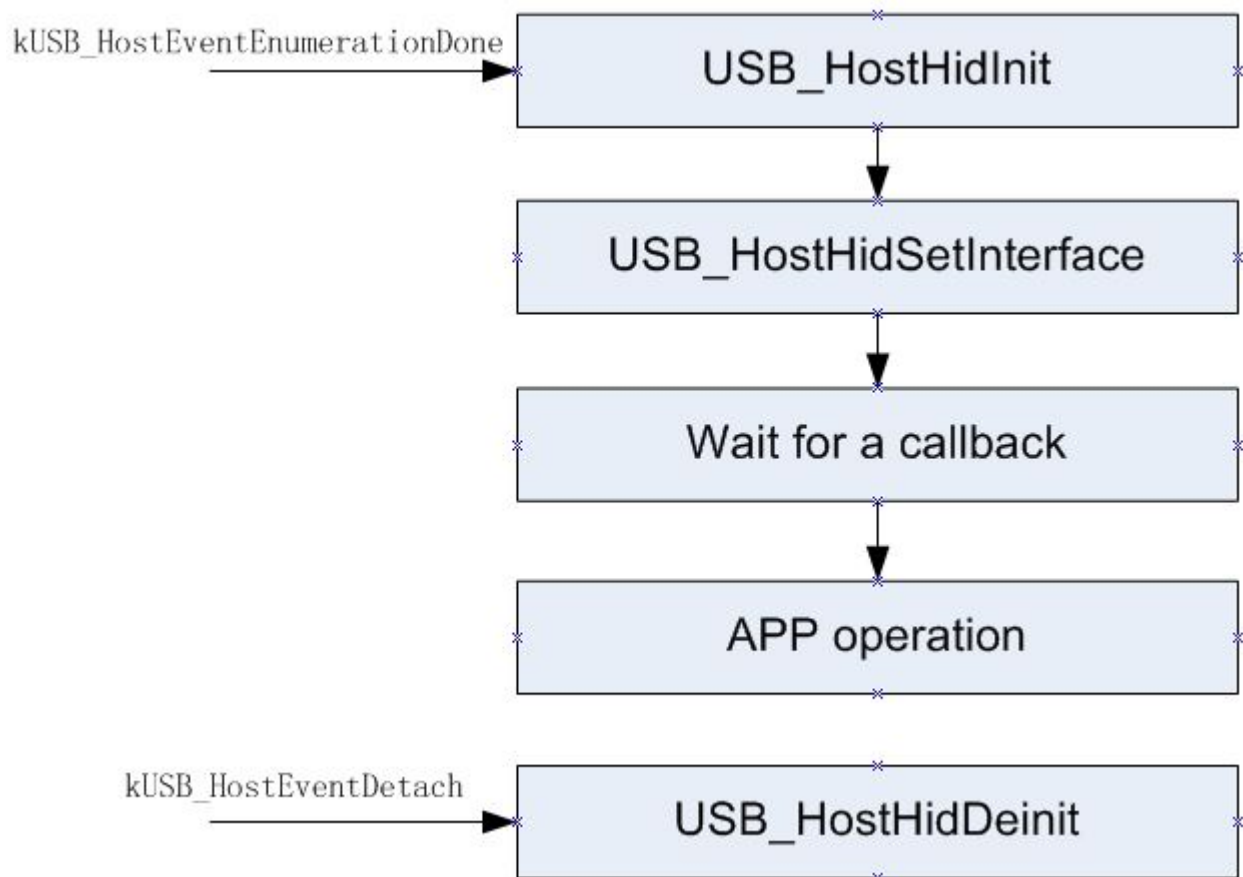 kUSB_HostEventEnumerationDone
USB_HostHidInit
USB_HostHidSetInterface
Wait for a callback
APP operation
kUSB_HostEventDetach
USB_HostHidDeinit